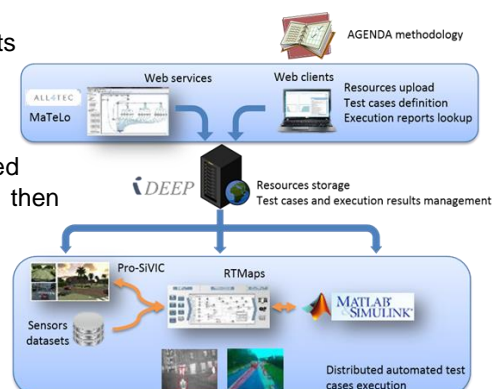 ts
AGENDA methodology
Web services
Web clients
ALL4TEC
MaTeLo
Resources upload
Test cases definition
Execution reports lookup
ed
then
iDEEP
Resources storage
Test cases and execution results management
Pro-SiVIC
RTMaps
Sensors
datasets
MATLAB
SIMULINK
Distributed automated test
cases execution